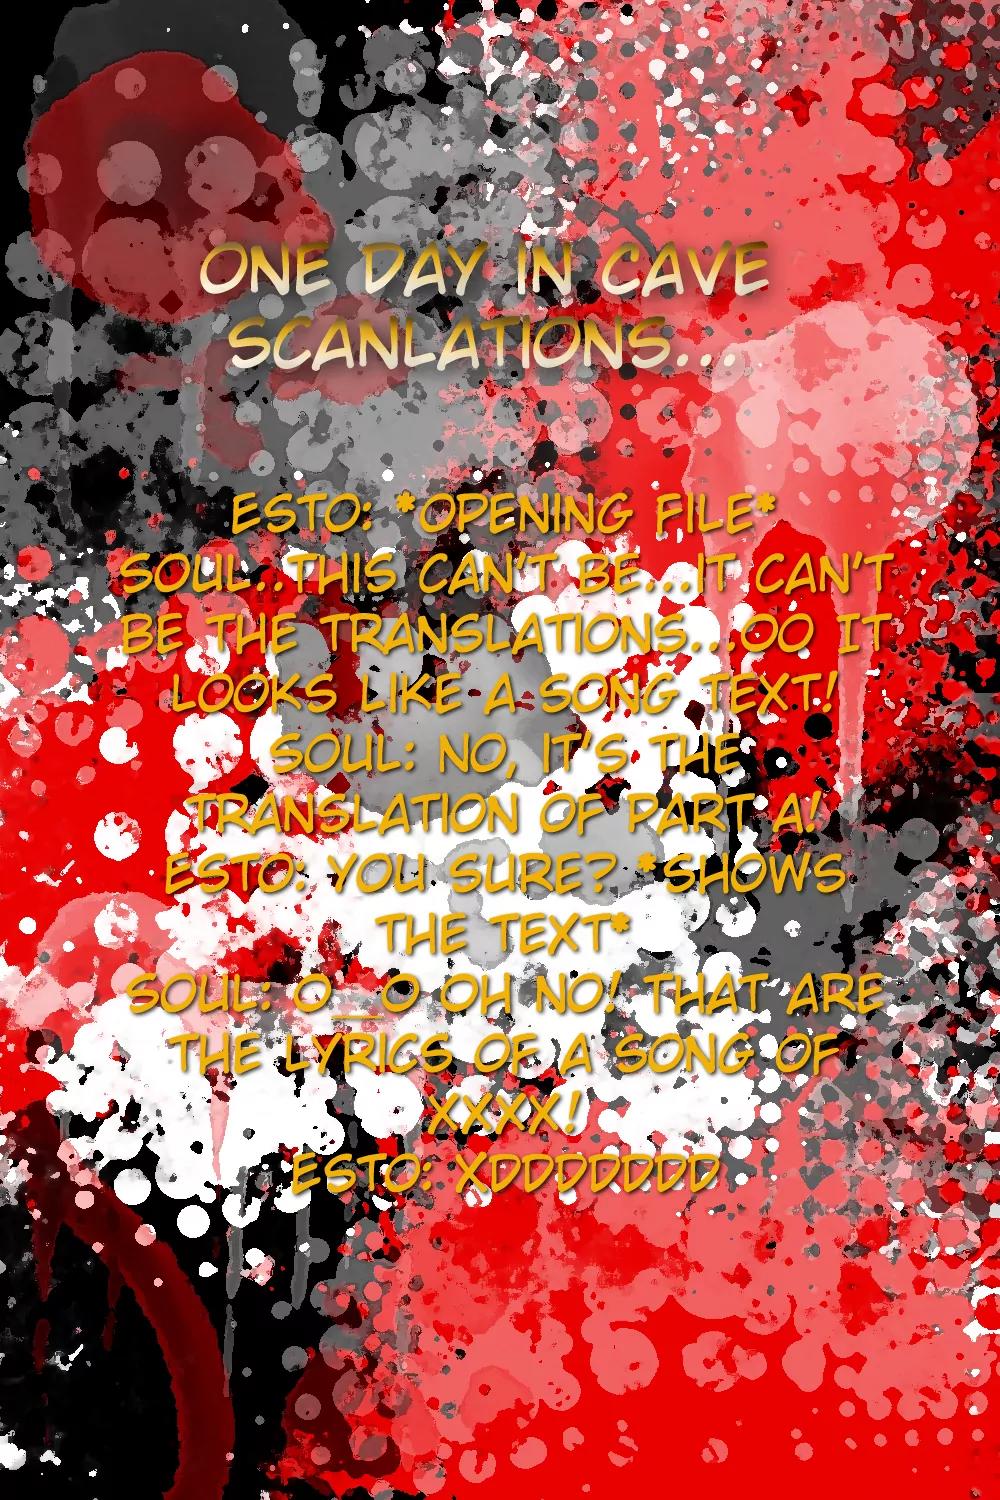 ONE DAY IN CAVE
SCANLATIONS...
ESTO: *OPENING FILE*
SOUL..THIS CAN'T BE...IT CAN'T
BE THE TRANSLATIONS...OO IT
LOOKS LIKE A SONG TEXT!
SOUL: NO, IT'S THE
TRANSLATION OF PART A!
ESTO: YOU SURE? *SHOWS
THE TEXT*
SOUL: O__O OH NO! THAT ARE
THE LYRICS OF A SONG OF
XXXX!
ESTO: XDDDDDDD